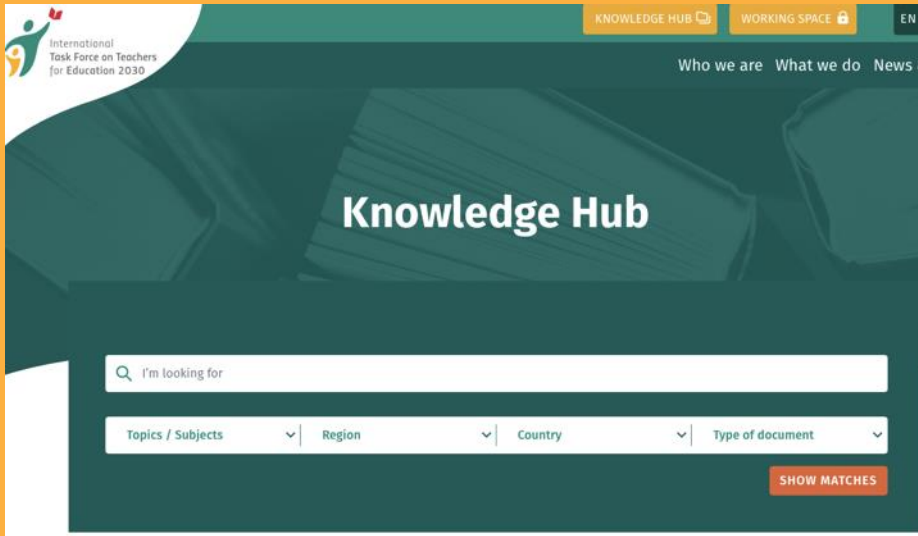 KNOWLEDGE HUB
WORKING SPACE
EN
International
Task Force on Teachers
for Education 2030
Who we are What we do News
Knowledge Hub
I'm looking for
Topics / Subjects
Region
Country
Type of document
SHOW MATCHES